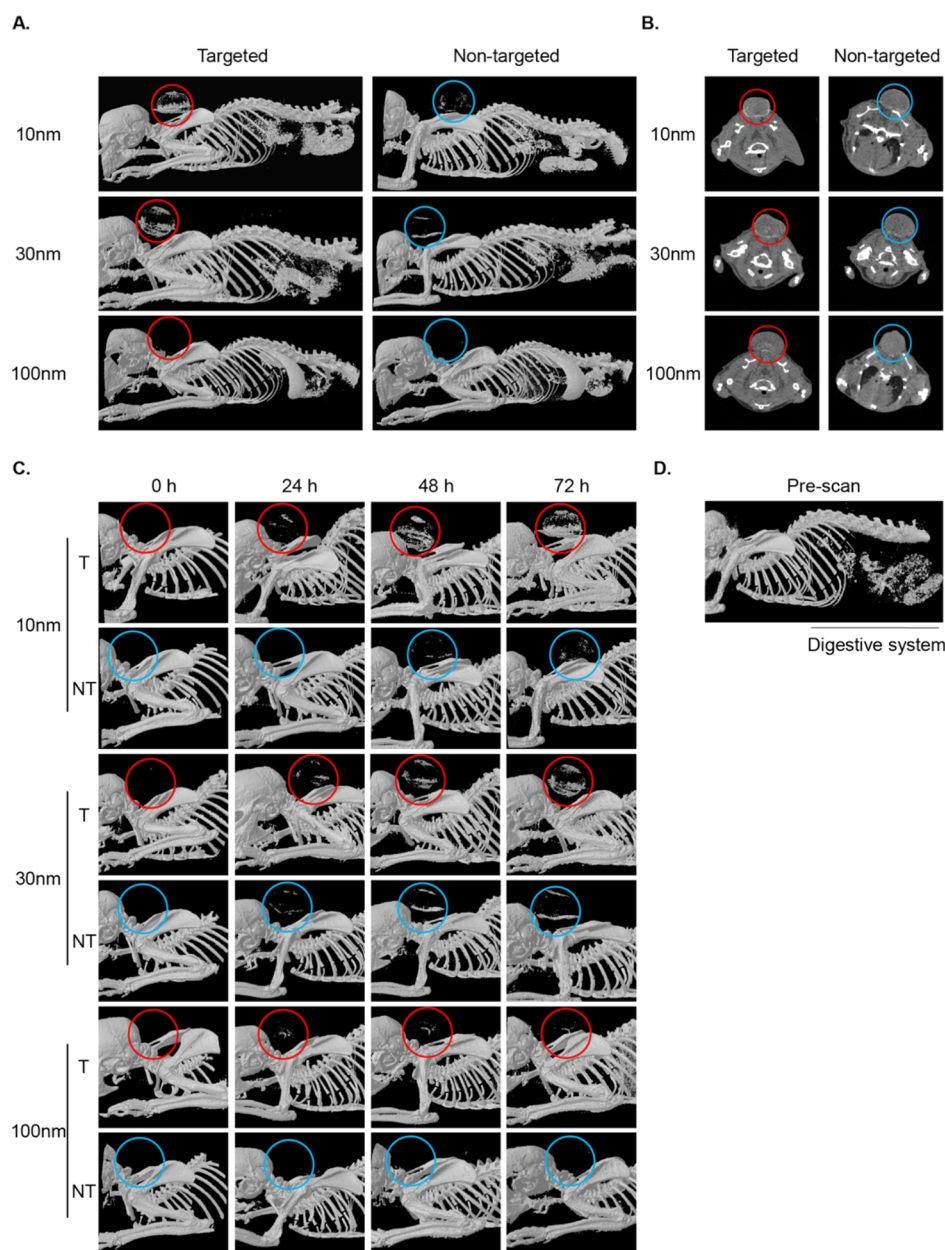 A.
Targeted Non-targeted
10nm
30nm
100nm
B.
Targeted Non-targeted
10nm
30nm
100nm
C.
0 h 24 h 48 h 72 h
T
10nm
NT
T
30nm
NT
T
100nm
NT
D.
Pre-scan
Digestive system